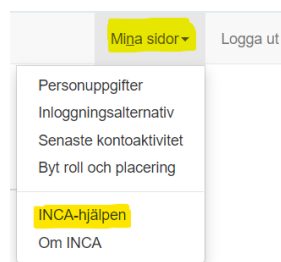 Mina sidor Logga ut
Personuppgifter
Inloggningsalternativ
Senaste kontoaktivitet
Byt roll och placering
INCA-hjälpen
Om INCA